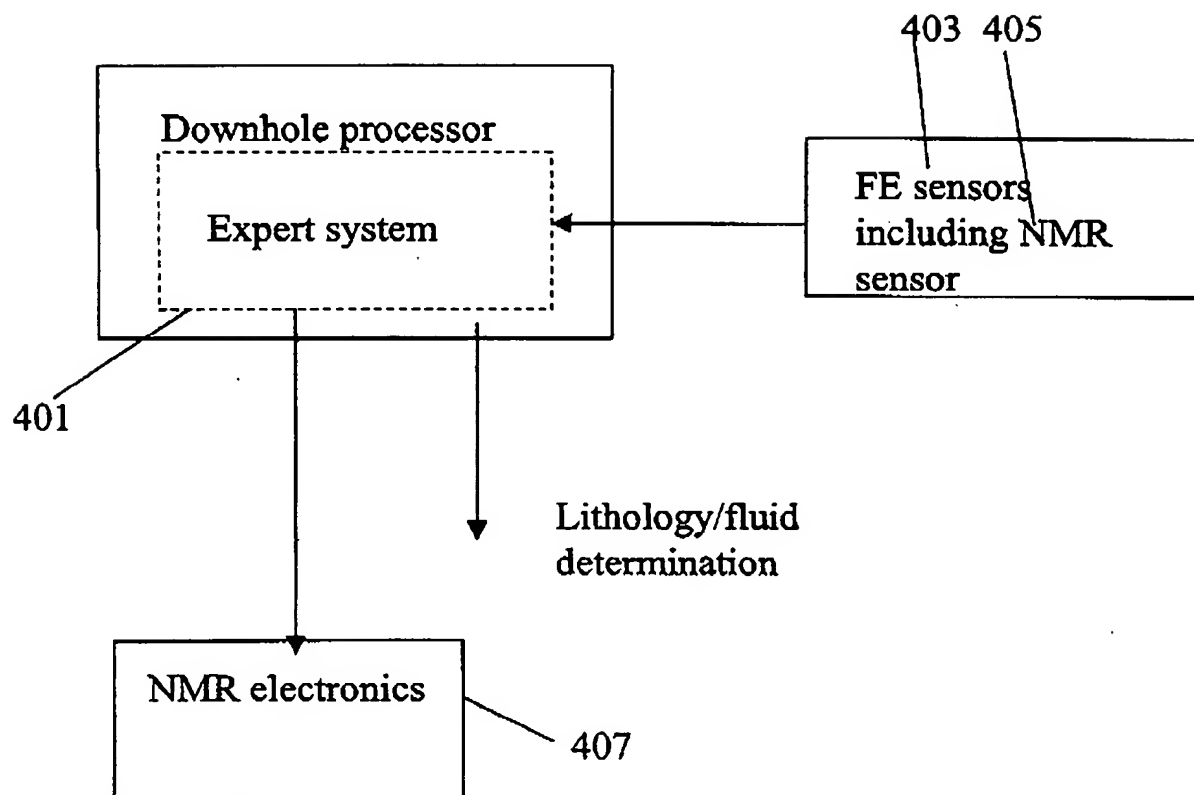 403 405
Downhole processor
Expert system
FE sensors
including NMR
sensor
401
Lithology/fluid
determination
NMR electronics
407